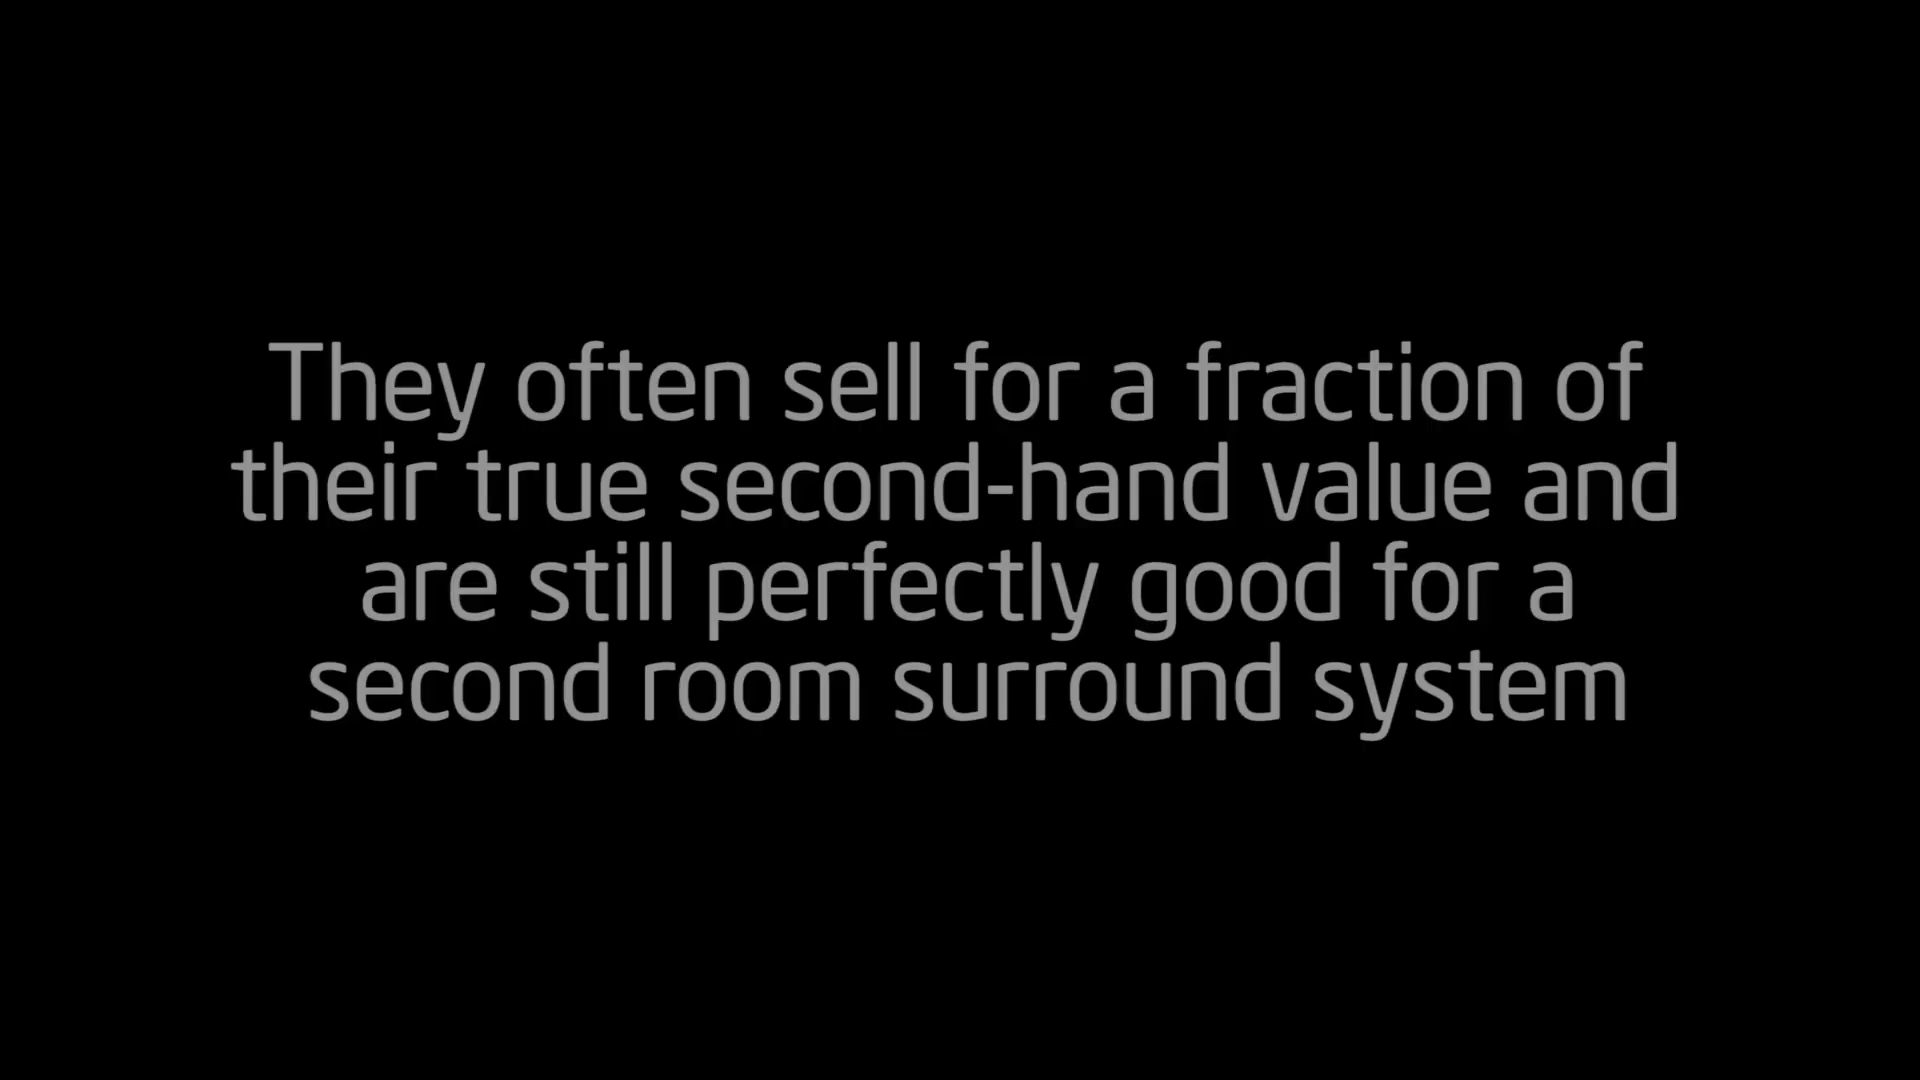 They often sell for a fraction of
their true second-hand value and
are still perfectly good for a
second room surround system